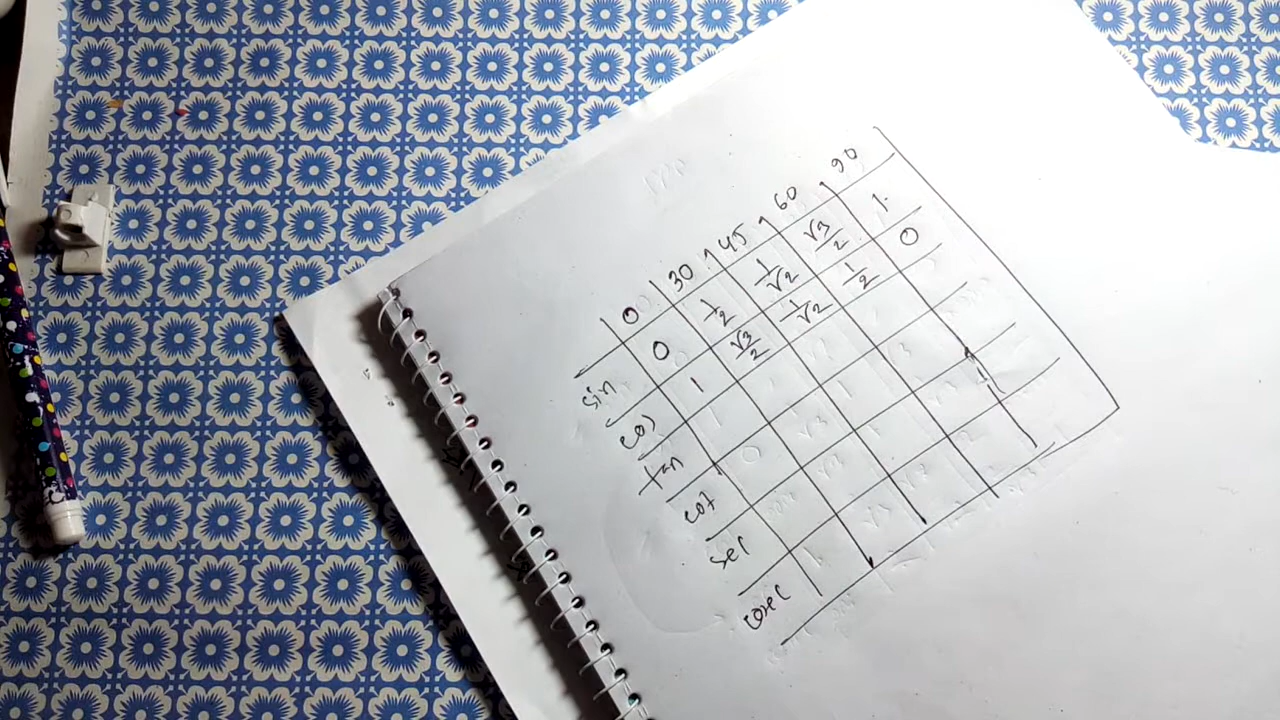 0 30 45 60 90
sin 0 1/2 1/√2 √3/2 1
cos 1 √3/2 1/√2 1/2 0
tan
cot
sec
cosec